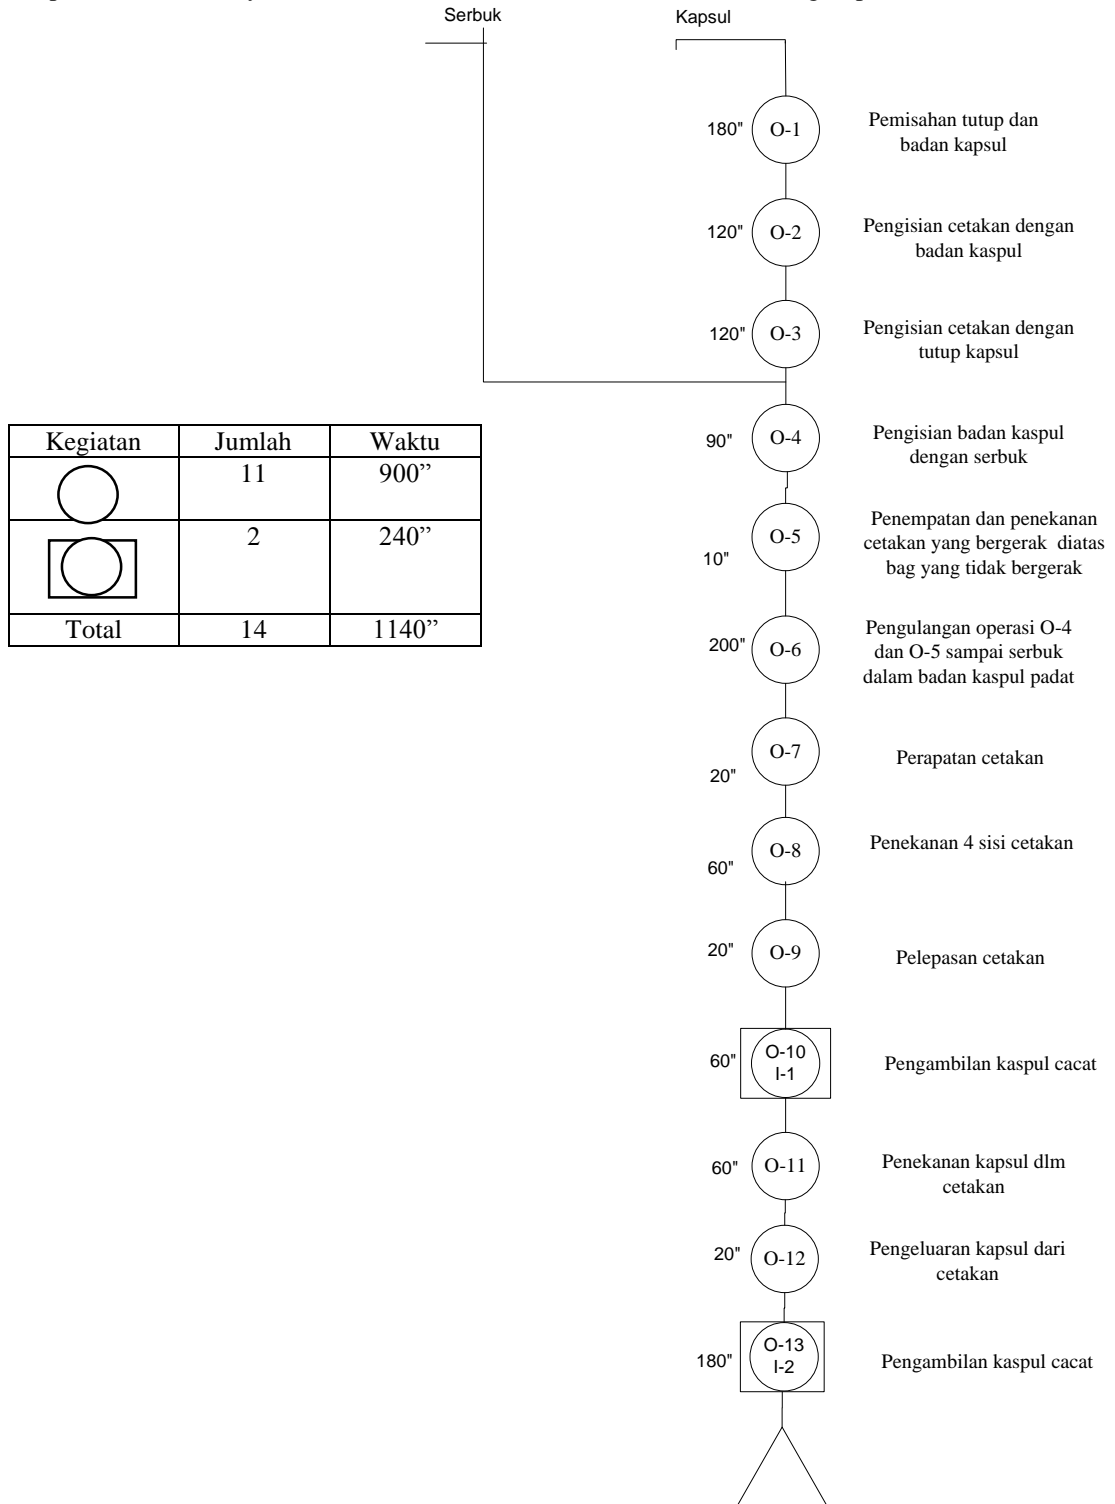 Serbuk
Kapsul
180"
O-1
Pemisahan tutup dan
badan kapsul
120"
O-2
Pengisian cetakan dengan
badan kaspul
120"
O-3
Pengisian cetakan dengan
tutup kapsul
Kegiatan Jumlah Waktu
11 900”
2 240”
Total 14 1140”
90"
O-4
Pengisian badan kaspul
dengan serbuk
10"
O-5
Penempatan dan penekanan
cetakan yang bergerak diatas
bag yang tidak bergerak
200"
O-6
Pengulangan operasi O-4
dan O-5 sampai serbuk
dalam badan kaspul padat
20"
O-7
Perapatan cetakan
60"
O-8
Penekanan 4 sisi cetakan
20"
O-9
Pelepasan cetakan
60"
O-10
I-1
Pengambilan kaspul cacat
60"
O-11
Penekanan kapsul dlm
cetakan
20"
O-12
Pengeluaran kapsul dari
cetakan
180"
O-13
I-2
Pengambilan kaspul cacat